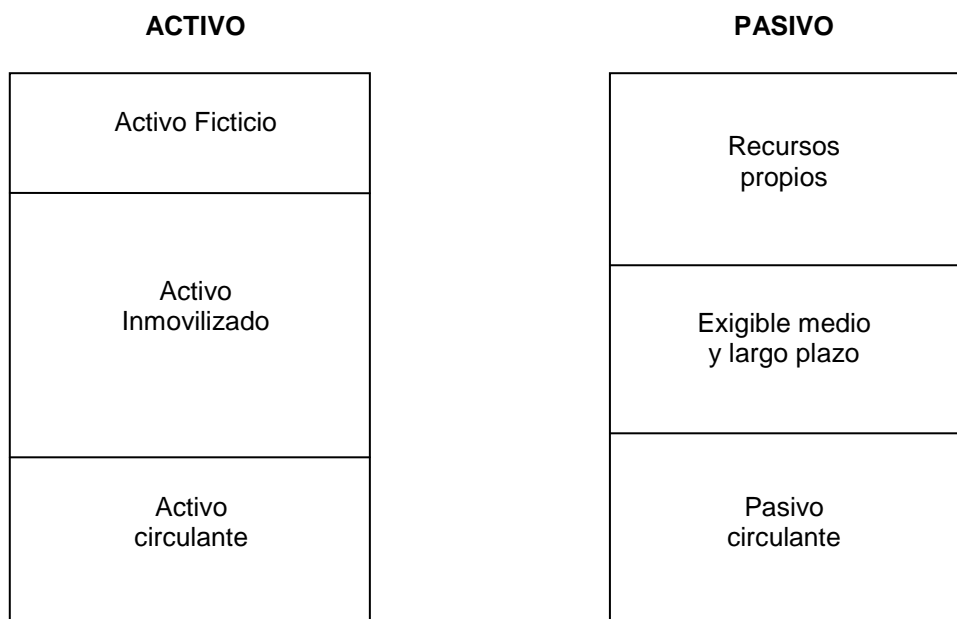 ACTIVO
Activo Ficticio
Activo
Inmovilizado
Activo
circulante
PASIVO
Recursos
propios
Exigible medio
y largo plazo
Pasivo
circulante